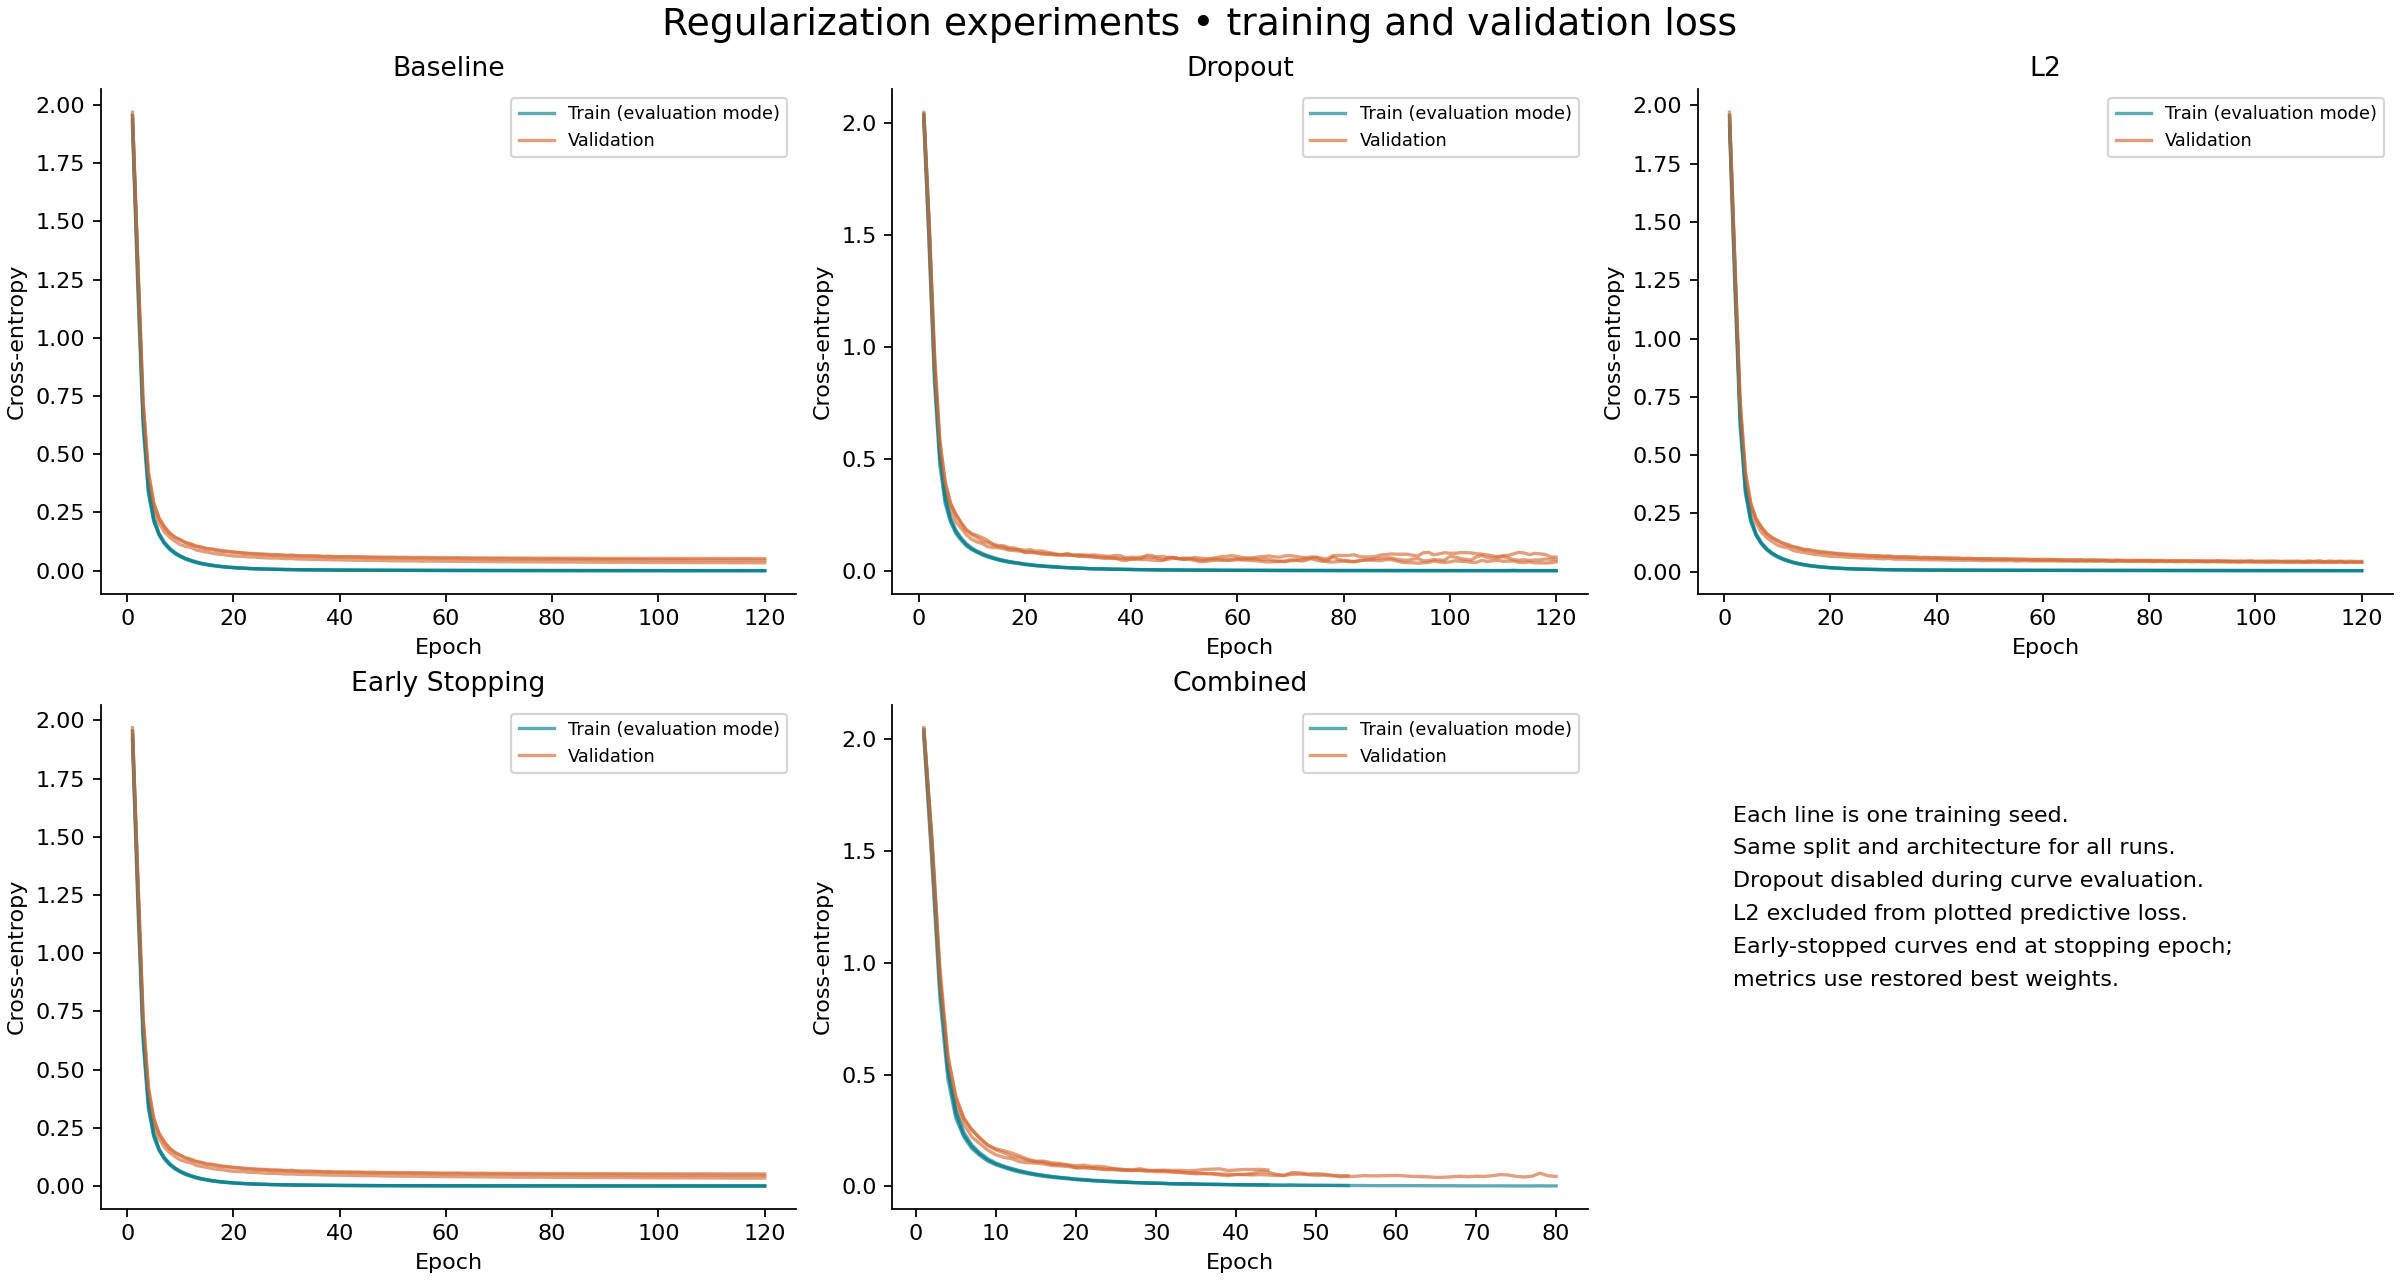 Regularization experiments • training and validation loss
Baseline
Train (evaluation mode)
Validation
2.00
1.75
1.50
1.25
1.00
0.75
0.50
0.25
0.00
Cross-entropy
0 20 40 60 80 100 120
Epoch
Dropout
Train (evaluation mode)
Validation
2.0
1.5
1.0
0.5
0.0
Cross-entropy
0 20 40 60 80 100 120
Epoch
L2
Train (evaluation mode)
Validation
2.00
1.75
1.50
1.25
1.00
0.75
0.50
0.25
0.00
Cross-entropy
0 20 40 60 80 100 120
Epoch
Early Stopping
Train (evaluation mode)
Validation
2.00
1.75
1.50
1.25
1.00
0.75
0.50
0.25
0.00
Cross-entropy
0 20 40 60 80 100 120
Epoch
Combined
Train (evaluation mode)
Validation
2.0
1.5
1.0
0.5
0.0
Cross-entropy
0 10 20 30 40 50 60 70 80
Epoch
Each line is one training seed.
Same split and architecture for all runs.
Dropout disabled during curve evaluation.
L2 excluded from plotted predictive loss.
Early-stopped curves end at stopping epoch;
metrics use restored best weights.